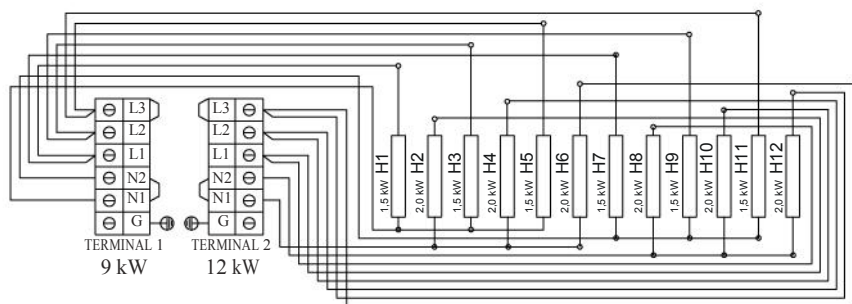 L3 L3
L2 L2
L1 L1
N2 N2
N1 N1
G G
TERMINAL 1 TERMINAL 2
9 kW 12 kW
1,5 kW H1
2,0 kW H2
1,5 kW H3
2,0 kW H4
1,5 kW H5
2,0 kW H6
1,5 kW H7
2,0 kW H8
1,5 kW H9
2,0 kW H10
1,5 kW H11
2,0 kW H12